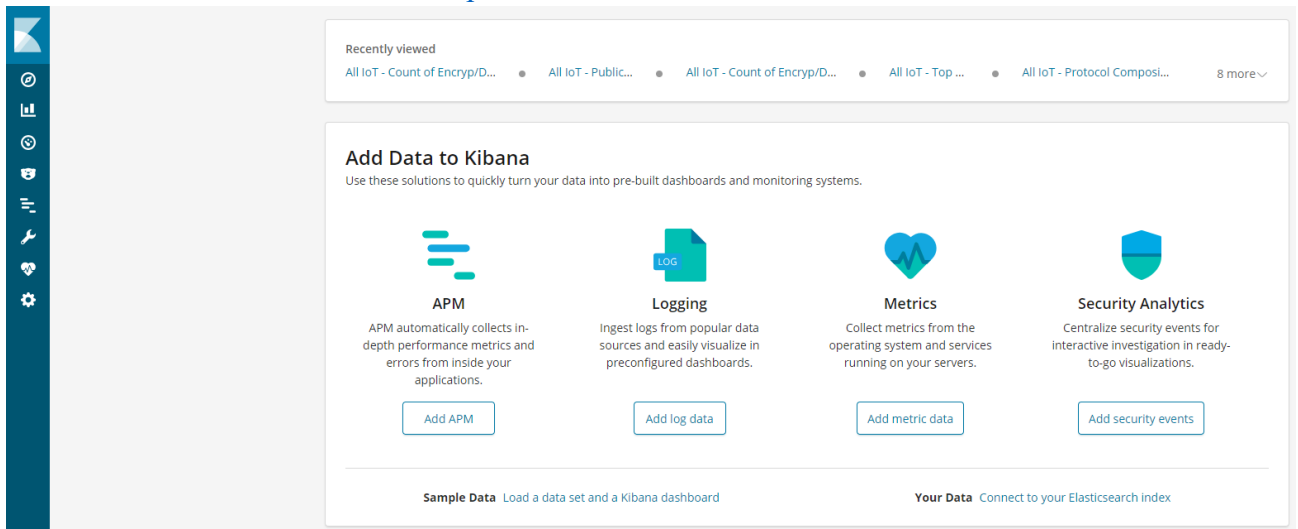 Recently viewed
All IoT - Count of Encryp/D... ● All IoT - Public... ● All IoT - Count of Encryp/D... ● All IoT - Top ... ● All IoT - Protocol Composi... 8 more
Add Data to Kibana
Use these solutions to quickly turn your data into pre-built dashboards and monitoring systems.
LOG
APM
APM automatically collects in-
depth performance metrics and
errors from inside your
applications.
Add APM
Logging
Ingest logs from popular data
sources and easily visualize in
preconfigured dashboards.
Add log data
Metrics
Collect metrics from the
operating system and services
running on your servers.
Add metric data
Security Analytics
Centralize security events for
interactive investigation in ready-
to-go visualizations.
Add security events
Sample Data Load a data set and a Kibana dashboard
Your Data Connect to your Elasticsearch index